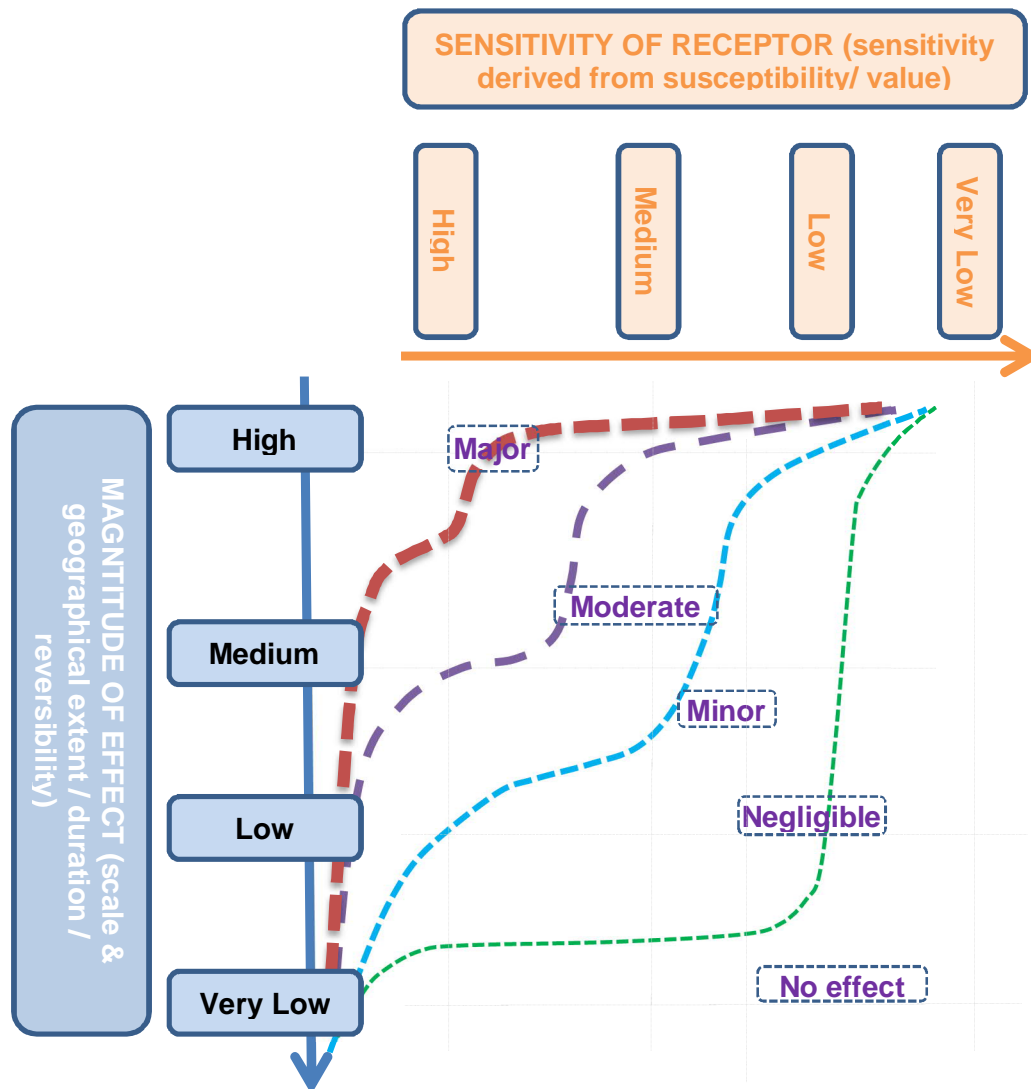 SENSITIVITY OF RECEPTOR (sensitivity
derived from susceptibility/ value)
High
Medium
Low
Very Low
MAGNTITUDE OF EFFECT (scale &
geographical extent / duration /
reversibility)
High
Medium
Low
Very Low
Major
Moderate
Minor
Negligible
No effect